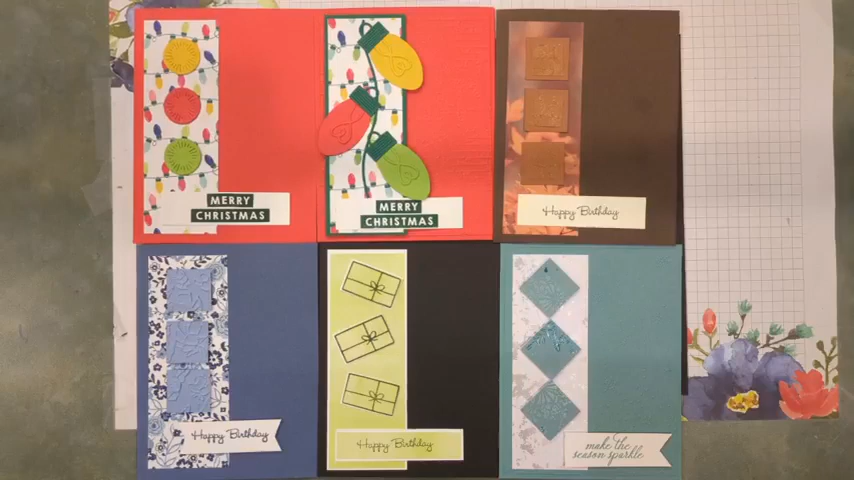 MERRY
CHRISTMAS
MERRY
CHRISTMAS
Happy Birthday
Happy Birthday
Happy Birthday
make the
season sparkle